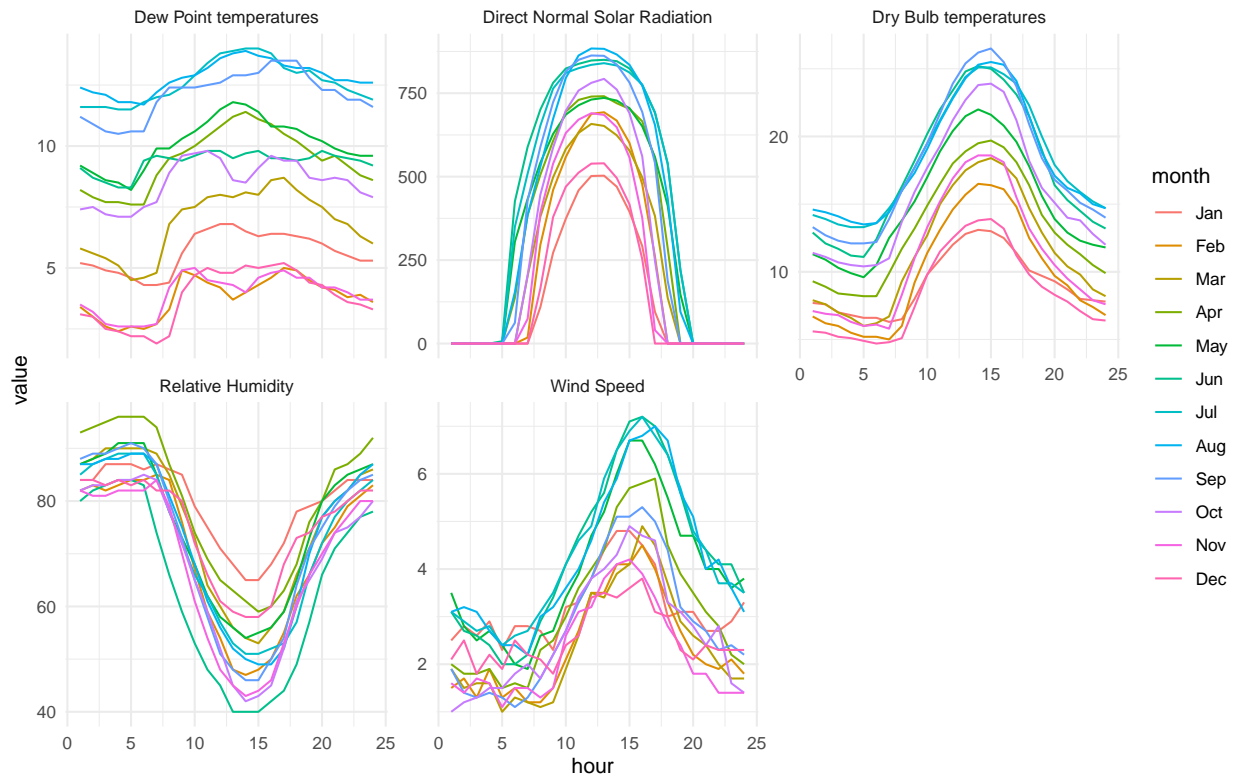 Dew Point temperatures
Direct Normal Solar Radiation
Dry Bulb temperatures
10
5
750
500
250
0
20
10
0 5 10 15 20 25
Relative Humidity
Wind Speed
80
60
40
0 5 10 15 20 25
6
4
2
0 5 10 15 20 25
value
hour
month
Jan
Feb
Mar
Apr
May
Jun
Jul
Aug
Sep
Oct
Nov
Dec